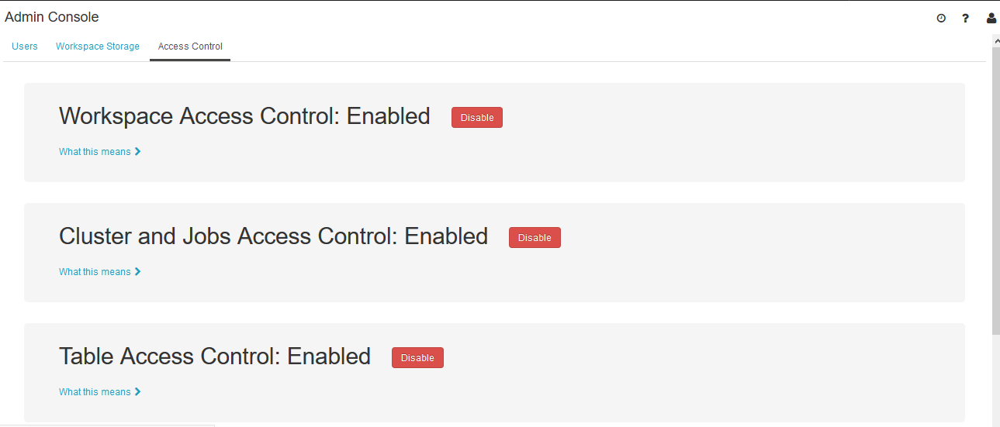 Admin Console
?
Users Workspace Storage Access Control
Workspace Access Control: Enabled Disable
What this means
Cluster and Jobs Access Control: Enabled Disable
What this means
Table Access Control: Enabled Disable
What this means